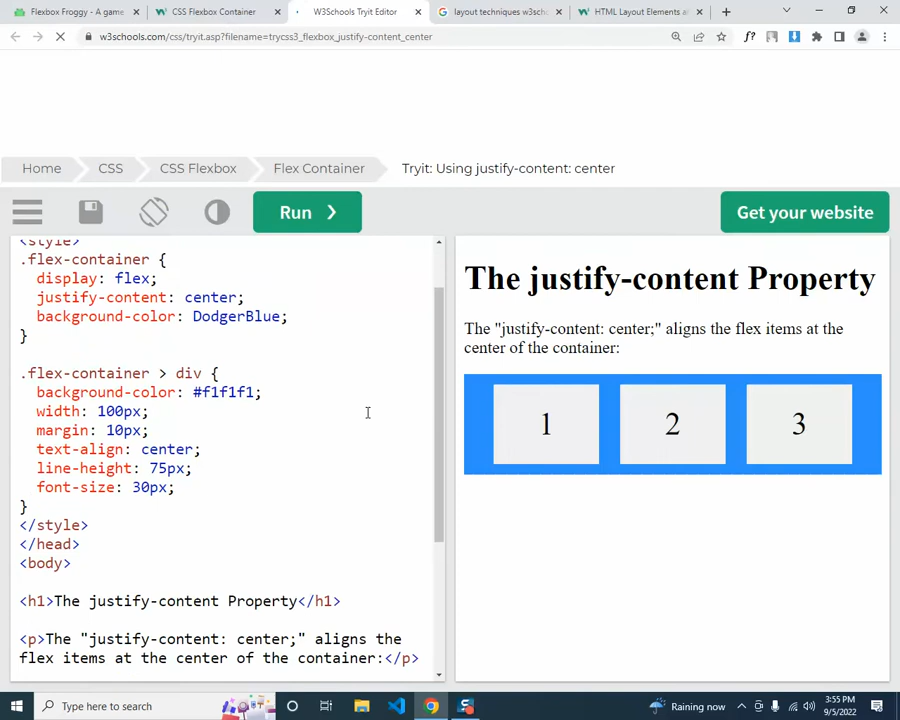 Flexbox Froggy - A game
CSS Flexbox Container
W3Schools Tryit Editor
layout techniques w3sch
HTML Layout Elements a
w3schools.com/css/tryit.asp?filename=trycss3_flexbox_justify-content_center
f?
Home
CSS
CSS Flexbox
Flex Container
Tryit: Using justify-content: center
Run ❯
Get your website
<style>
.flex-container {
display: flex;
justify-content: center;
background-color: DodgerBlue;
}
.flex-container > div {
background-color: #f1f1f1;
width: 100px;
margin: 10px;
text-align: center;
line-height: 75px;
font-size: 30px;
}
</style>
</head>
<body>
<h1>The justify-content Property</h1>
<p>The "justify-content: center;" aligns the
flex items at the center of the container:</p>
The justify-content Property
The "justify-content: center;" aligns the flex items at the
center of the container:
1
2
3
Type here to search
Raining now
3:55 PM
9/5/2022